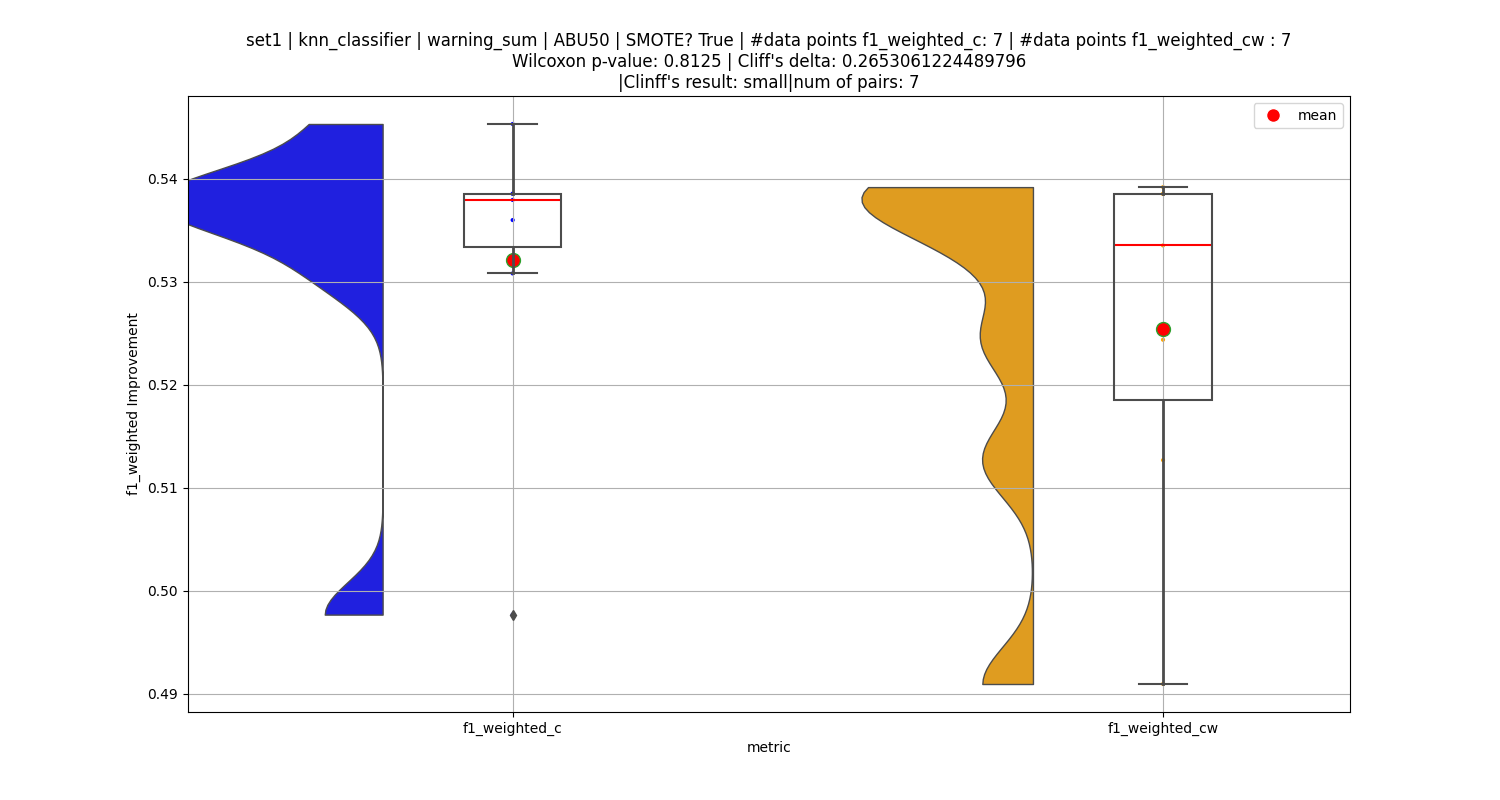 set1 | knn_classifier | warning_sum | ABU50 | SMOTE? True | #data points f1_weighted_c: 7 | #data points f1_weighted_cw : 7
Wilcoxon p-value: 0.8125 | Cliff's delta: 0.2653061224489796
|Clinff's result: small|num of pairs: 7
mean
0.54
0.53
0.52
0.51
0.50
0.49
f1_weighted Improvement
f1_weighted_c
f1_weighted_cw
metric